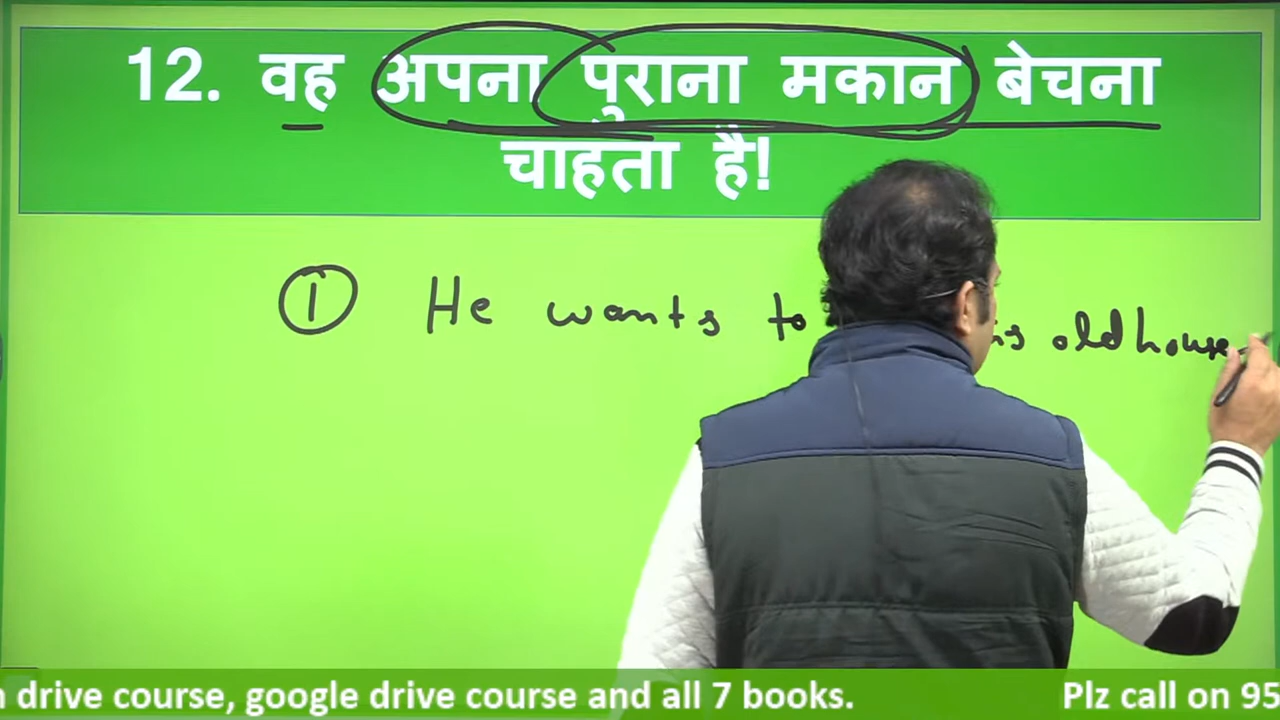 12. वह अपना पुराना मकान बेचना
चाहता है!
1 He wants to is old house
drive course, google drive course and all 7 books. Plz call on 95